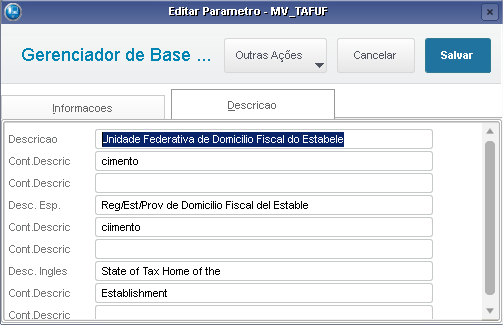 Editar Parametro - MV_TAFUF
Gerenciador de Base ...
Outras Ações
Cancelar
Salvar
Informacoes
Descricao
Descricao Unidade Federativa de Domicilio Fiscal do Estabele
Cont.Descric cimento
Cont.Descric
Desc. Esp. Reg/Est/Prov de Domicilio Fiscal del Estable
Cont.Descric ciimento
Cont.Descric
Desc. Ingles State of Tax Home of the
Cont.Descric Establishment
Cont.Descric